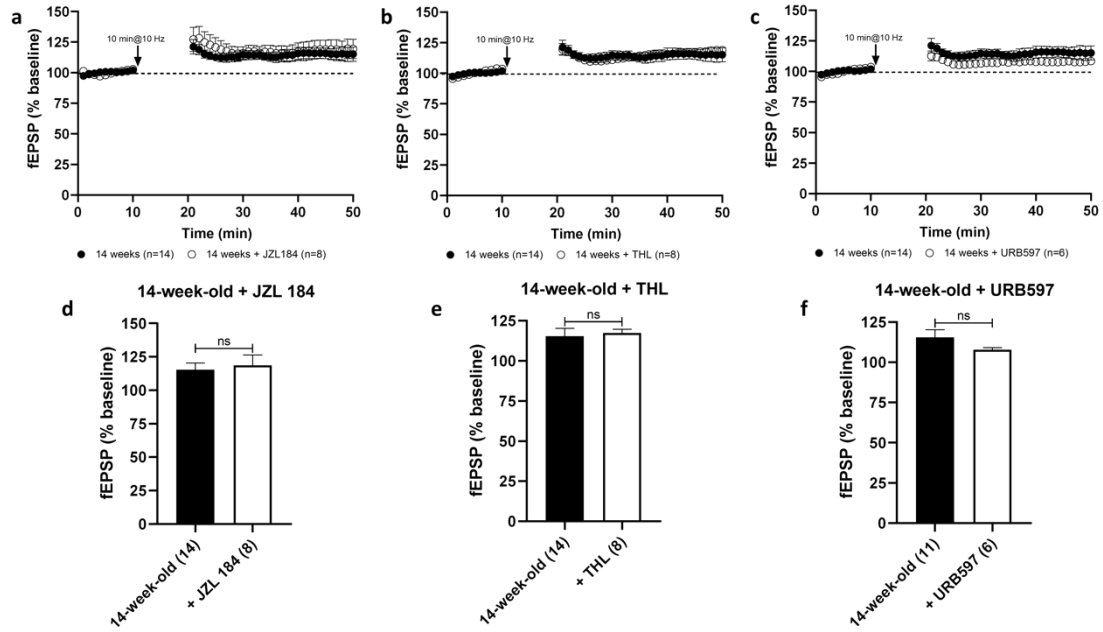 a
10 min@10 Hz
fEPSP (% baseline)
150
125
100
75
50
25
0
0 10 20 30 40 50
Time (min)
14 weeks (n=14) 14 weeks + JZL184 (n=8)
b
10 min@10 Hz
fEPSP (% baseline)
150
125
100
75
50
25
0
0 10 20 30 40 50
Time (min)
14 weeks (n=14) 14 weeks + THL (n=8)
c
10 min@10 Hz
fEPSP (% baseline)
150
125
100
75
50
25
0
0 10 20 30 40 50
Time (min)
14 weeks (n=14) 14 weeks + URB597 (n=6)
d
14-week-old + JZL 184
ns
fEPSP (% baseline)
150
125
100
75
50
25
0
14-week-old (14)
+ JZL 184 (8)
e
14-week-old + THL
ns
fEPSP (% baseline)
125
100
75
50
25
0
14-week-old (14)
+ THL (8)
f
14-week-old + URB597
ns
fEPSP (% baseline)
125
100
75
50
25
0
14-week-old (11)
+ URB597 (6)